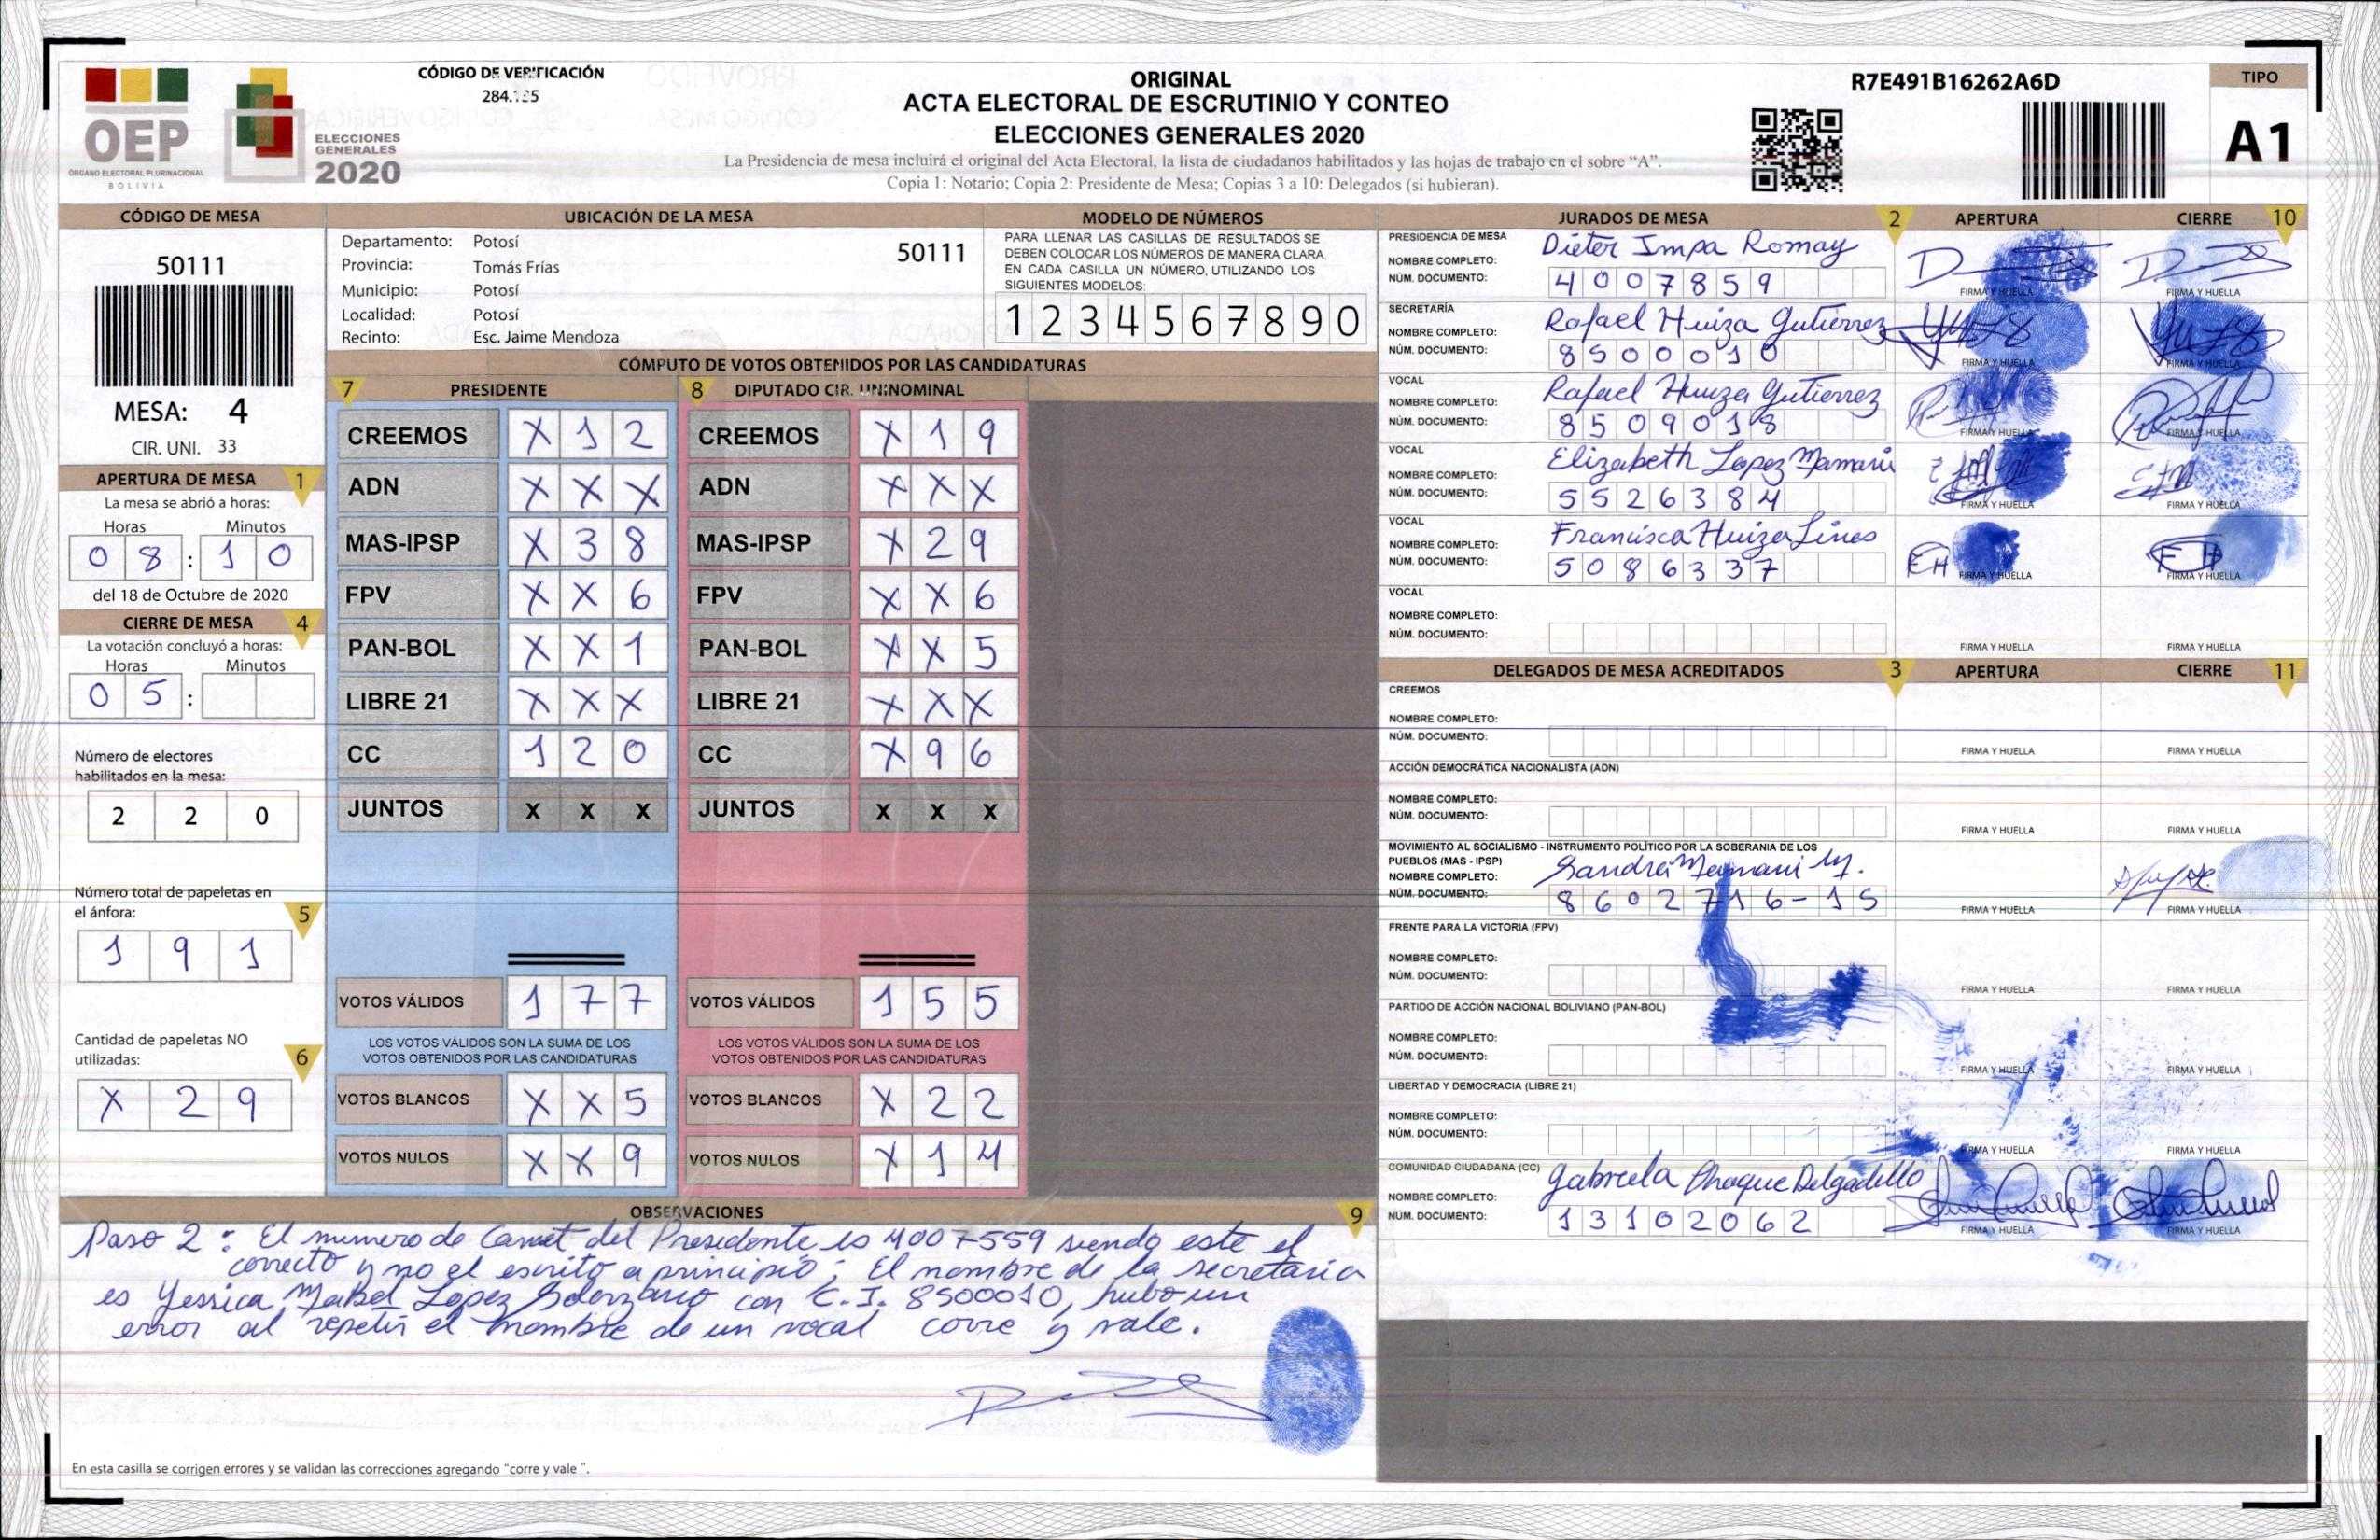 CÓDIGO DE VERIFICACIÓN
OEP
ÓRGANO ELECTORAL PLURINACIONAL
BOLIVIA
ELECCIONES
GENERALES
2020
ORIGINAL
ACTA ELECTORAL DE ESCRUTINIO Y CONTEO
ELECCIONES GENERALES 2020
La Presidencia de mesa incluirá el original del Acta Electoral, la lista de ciudadanos habilitados y las hojas de trabajo en el sobre “A”.
Copia 1: Notario; Copia 2: Presidente de Mesa; Copias 3 a 10: Delegados (si hubieran).
R7E491B16262A6D
TIPO
A1
CÓDIGO DE MESA
50111
MESA: 4
CIR. UNI. 33
APERTURA DE MESA 1
La mesa se abrió a horas:
Horas Minutos
0 8 : 1 0
del 18 de Octubre de 2020
CIERRE DE MESA 4
La votación concluyó a horas:
Horas Minutos
0 5 :
Número de electores
habilitados en la mesa:
2 2 0
Número total de papeletas en
el ánfora: 5
1 9 1
Cantidad de papeletas NO
utilizadas: 6
X 2 9
UBICACIÓN DE LA MESA
Departamento: Potosí 50111
Provincia: Tomás Frías
Municipio: Potosí
Localidad: Potosí
Recinto: Esc. Jaime Mendoza
MODELO DE NÚMEROS
PARA LLENAR LAS CASILLAS DE RESULTADOS SE
DEBEN COLOCAR LOS NÚMEROS DE MANERA CLARA.
EN CADA CASILLA UN NÚMERO, UTILIZANDO LOS
SIGUIENTES MODELOS:
1 2 3 4 5 6 7 8 9 0
CÓMPUTO DE VOTOS OBTENIDOS POR LAS CANDIDATURAS
7 PRESIDENTE 8 DIPUTADO CIR. UNINOMINAL
CREEMOS X 1 2 CREEMOS X 1 9
ADN X X X ADN X X X
MAS-IPSP X 3 8 MAS-IPSP X 2 9
FPV X X 6 FPV X X 6
PAN-BOL X X 1 PAN-BOL X X 5
LIBRE 21 X X X LIBRE 21 X X X
CC 1 2 0 CC X 9 6
JUNTOS X X X JUNTOS X X X
VOTOS VÁLIDOS 1 7 7 VOTOS VÁLIDOS 1 5 5
LOS VOTOS VÁLIDOS SON LA SUMA DE LOS LOS VOTOS VÁLIDOS SON LA SUMA DE LOS
VOTOS OBTENIDOS POR LAS CANDIDATURAS VOTOS OBTENIDOS POR LAS CANDIDATURAS
VOTOS BLANCOS X X 5 VOTOS BLANCOS X 2 2
VOTOS NULOS X X 9 VOTOS NULOS X 1 4
OBSERVACIONES 9
Paso 2 : El numero de Carnet del Presidente es 4007559 siendo este el
correcto y no el escrito a principio; El nombre de la secretaria
es Yessica Mabel Lopez con C.I. 8500010, hubo un
error al repetir el nombre de un vocal corre y vale.
En esta casilla se corrigen errores y se validan las correcciones agregando “corre y vale ”.
JURADOS DE MESA 2 APERTURA CIERRE 10
PRESIDENCIA DE MESA
NOMBRE COMPLETO: Dieter Impa Romay
NÚM. DOCUMENTO: 4 0 0 7 8 5 9
FIRMA Y HUELLA FIRMA Y HUELLA
SECRETARÍA
NOMBRE COMPLETO: Rafael Huiza Gutierrez
NÚM. DOCUMENTO: 8 5 0 0 0 1 0
FIRMA Y HUELLA FIRMA Y HUELLA
VOCAL
NOMBRE COMPLETO: Rafael Huiza Gutierrez
NÚM. DOCUMENTO: 8 5 0 9 0 1 8
FIRMA Y HUELLA FIRMA Y HUELLA
VOCAL
NOMBRE COMPLETO: Elizabeth Lopez Mamani
NÚM. DOCUMENTO: 5 5 2 6 3 8 4
FIRMA Y HUELLA FIRMA Y HUELLA
VOCAL
NOMBRE COMPLETO: Francisca Huiza Lines
NÚM. DOCUMENTO: 5 0 8 6 3 3 7
EH FH
FIRMA Y HUELLA FIRMA Y HUELLA
VOCAL
NOMBRE COMPLETO:
NÚM. DOCUMENTO:
FIRMA Y HUELLA FIRMA Y HUELLA
DELEGADOS DE MESA ACREDITADOS 3 APERTURA CIERRE 11
CREEMOS
NOMBRE COMPLETO:
NÚM. DOCUMENTO:
FIRMA Y HUELLA FIRMA Y HUELLA
ACCIÓN DEMOCRÁTICA NACIONALISTA (ADN)
NOMBRE COMPLETO:
NÚM. DOCUMENTO:
FIRMA Y HUELLA FIRMA Y HUELLA
MOVIMIENTO AL SOCIALISMO - INSTRUMENTO POLÍTICO POR LA SOBERANIA DE LOS
PUEBLOS (MAS - IPSP)
NOMBRE COMPLETO: Sandra Mamani M.
NÚM. DOCUMENTO: 8 6 0 2 7 1 6 - 1 S
FIRMA Y HUELLA FIRMA Y HUELLA
FRENTE PARA LA VICTORIA (FPV)
NOMBRE COMPLETO:
NÚM. DOCUMENTO:
FIRMA Y HUELLA FIRMA Y HUELLA
PARTIDO DE ACCIÓN NACIONAL BOLIVIANO (PAN-BOL)
NOMBRE COMPLETO:
NÚM. DOCUMENTO:
FIRMA Y HUELLA FIRMA Y HUELLA
LIBERTAD Y DEMOCRACIA (LIBRE 21)
NOMBRE COMPLETO:
NÚM. DOCUMENTO:
FIRMA Y HUELLA FIRMA Y HUELLA
COMUNIDAD CIUDADANA (CC)
NOMBRE COMPLETO: Gabriela Choque Delgadillo
NÚM. DOCUMENTO: 1 3 1 0 2 0 6 2
FIRMA Y HUELLA FIRMA Y HUELLA